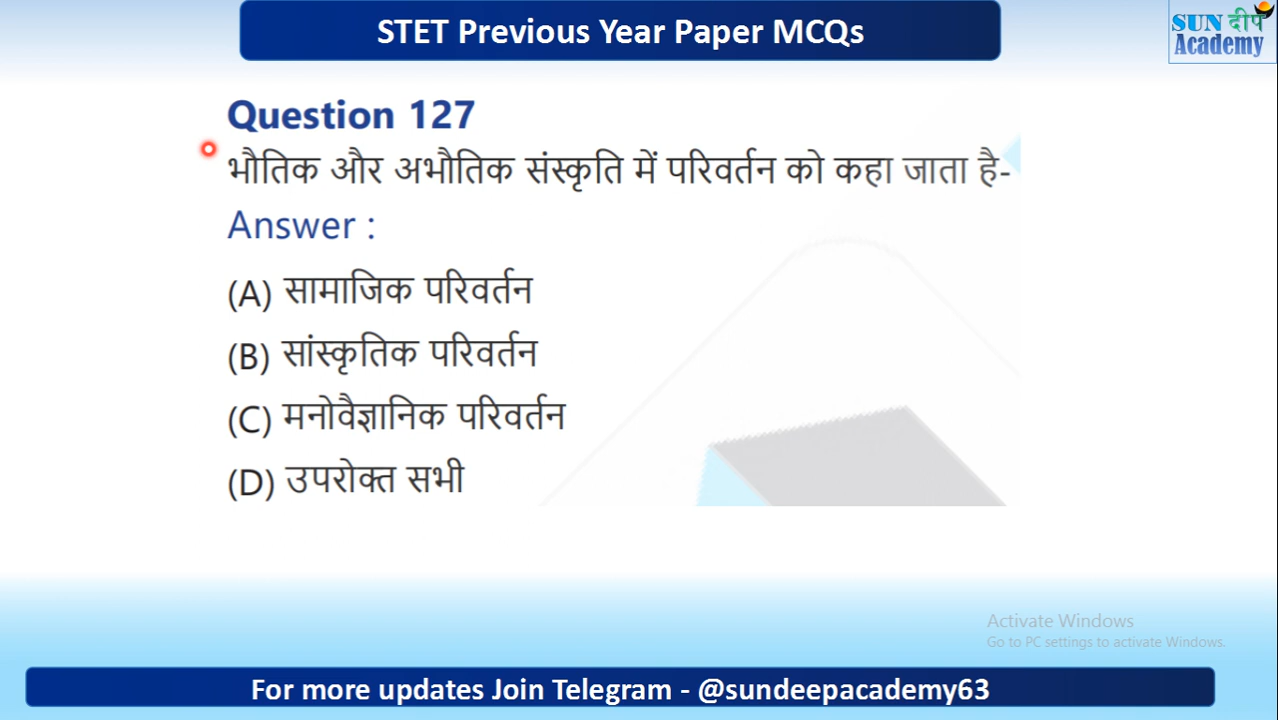 STET Previous Year Paper MCQs
SUN दीप
Academy
Question 127
भौतिक और अभौतिक संस्कृति में परिवर्तन को कहा जाता है-
Answer :
(A) सामाजिक परिवर्तन
(B) सांस्कृतिक परिवर्तन
(C) मनोवैज्ञानिक परिवर्तन
(D) उपरोक्त सभी
Activate Windows
Go to PC settings to activate Windows.
For more updates Join Telegram - @sundeepacademy63